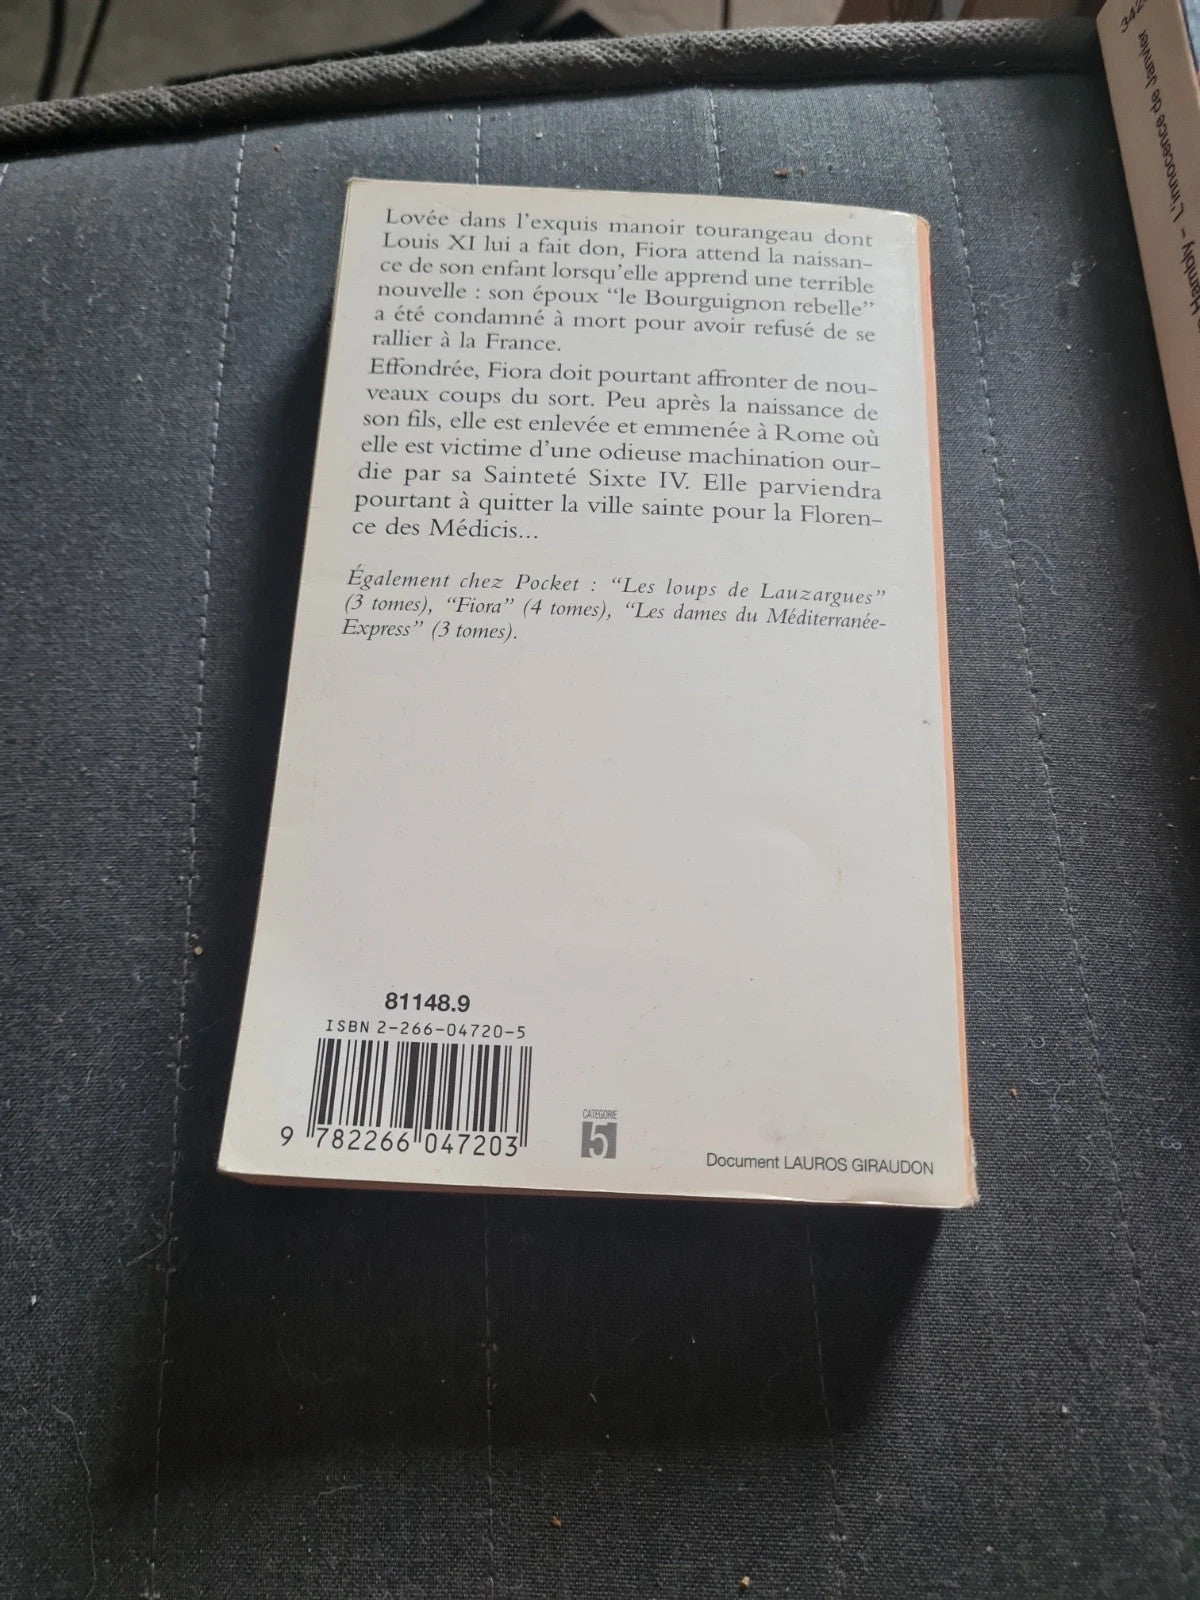 Lovée dans l'exquis manoir tourangeau dont
Louis XI lui a fait don, Fiora attend la naissan-
ce de son enfant lorsqu'elle apprend une terrible
nouvelle : son époux "le Bourguignon rebelle"
a été condamné à mort pour avoir refusé de se
rallier à la France.
Effondrée, Fiora doit pourtant affronter de nou-
veaux coups du sort. Peu après la naissance de
son fils, elle est enlevée et emmenée à Rome où
elle est victime d'une odieuse machination our-
die par sa Sainteté Sixte IV. Elle parviendra
pourtant à quitter la ville sainte pour la Floren-
ce des Médicis...
Également chez Pocket : "Les loups de Lauzargues"
(3 tomes), "Fiora" (4 tomes), "Les dames du Méditerranée-
Express" (3 tomes).
81148.9
ISBN 2-266-04720-5
9 782266 047203
CATEGORIE
5
Document LAUROS GIRAUDON
L'innocence de Janvier